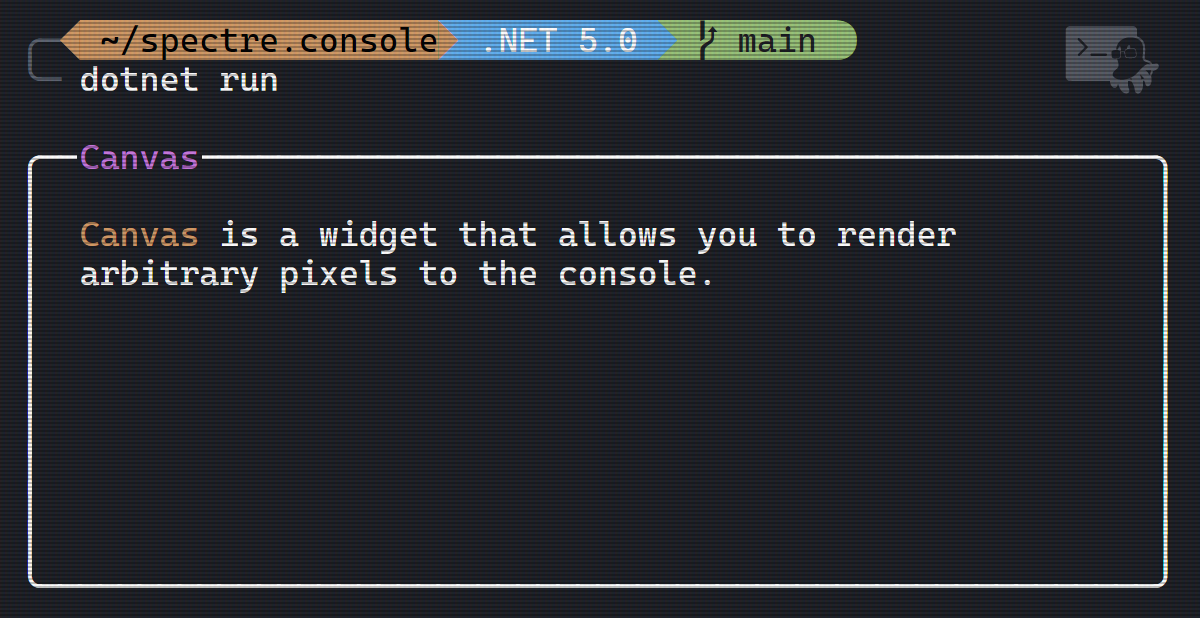 ~/spectre.console .NET 5.0 main
dotnet run
>_
Canvas
Canvas is a widget that allows you to render
arbitrary pixels to the console.